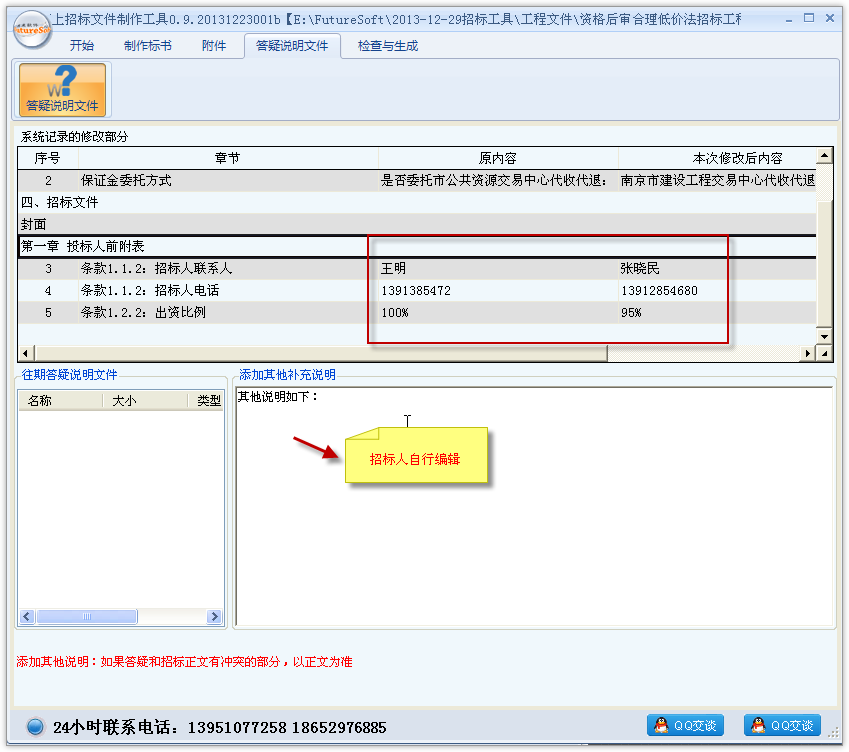 上招标文件制作工具0.9.20131223001b【E:\FutureSoft\2013-12-29招标工具\工程文件\资格后审合理低价法招标工程
开始 制作标书 附件 答疑说明文件 检查与生成
答疑说明文件
系统记录的修改部分
序号 章节 原内容 本次修改后内容
2 保证金委托方式 是否委托市公共资源交易中心代收代退: 南京市建设工程交易中心代收代退
四、招标文件
封面
第一章 投标人前附表
3 条款1.1.2: 招标人联系人 王明 张晓民
4 条款1.1.2: 招标人电话 1391385472 13912854680
5 条款1.2.2: 出资比例 100% 95%
往期答疑说明文件 添加其他补充说明
名称 大小 类型
其他说明如下：
招标人自行编辑
添加其他说明：如果答疑和招标正文有冲突的部分，以正文为准
24小时联系电话: 13951077258 18652976885
QQ交谈 QQ交谈